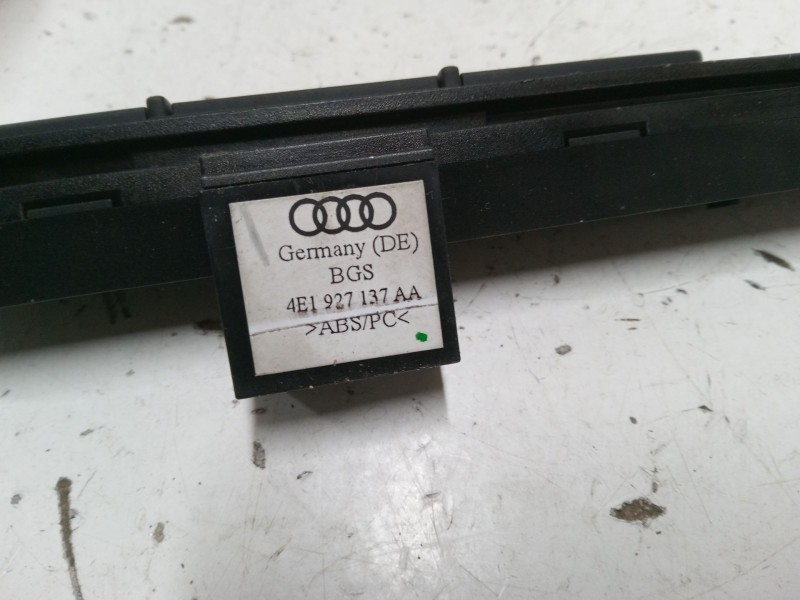 Germany (DE)
BGS
4E1 927 137 AA
>ABS/PC<